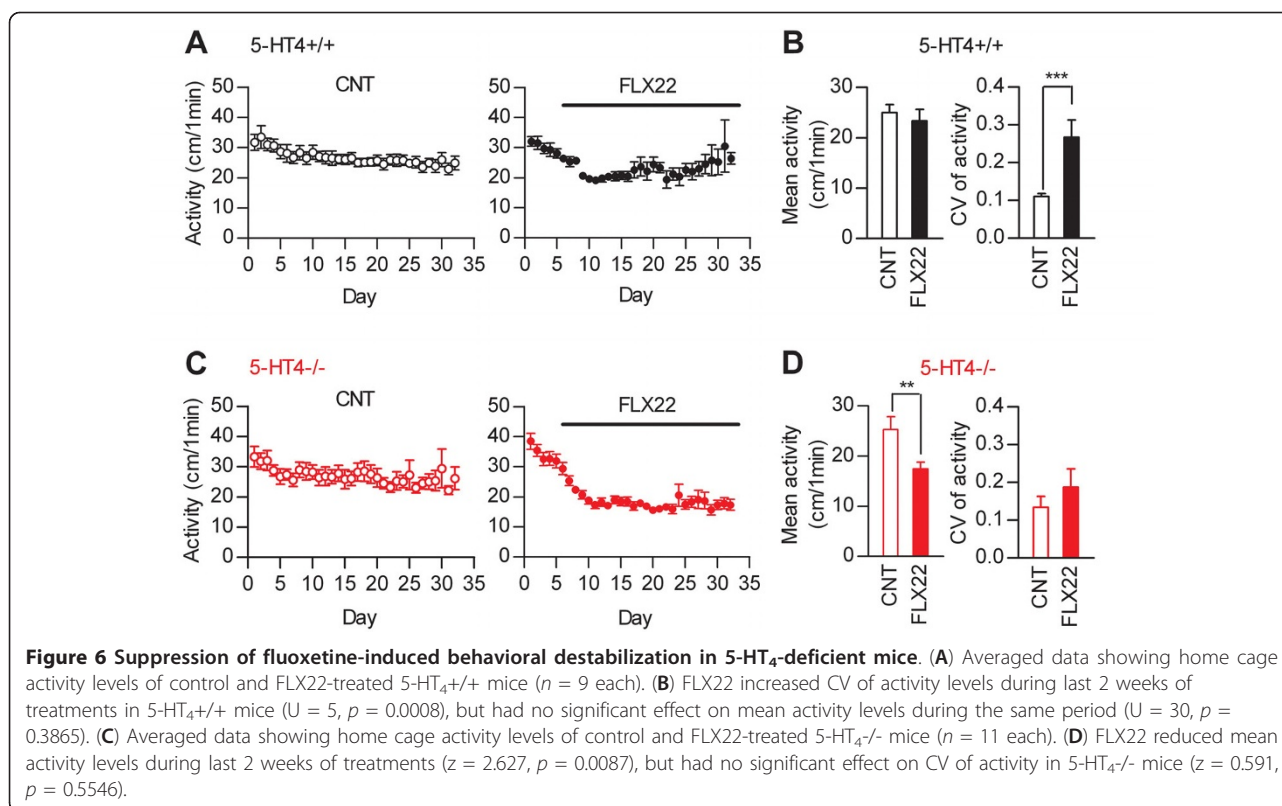 A 5-HT4+/+
CNT
Activity (cm/1min)
50
40
30
20
10
0
0 5 10 15 20 25 30 35
Day
FLX22
50
40
30
20
10
0
0 5 10 15 20 25 30 35
Day
B 5-HT4+/+
Mean activity
(cm/1min)
30
20
10
0
CNT
FLX22
CV of activity
0.4
0.3
0.2
0.1
0.0
***
CNT
FLX22
C 5-HT4-/-
CNT
Activity (cm/1min)
50
40
30
20
10
0
0 5 10 15 20 25 30 35
Day
FLX22
50
40
30
20
10
0
0 5 10 15 20 25 30 35
Day
D 5-HT4-/-
Mean activity
(cm/1min)
30
20
10
0
**
CNT
FLX22
CV of activity
0.4
0.3
0.2
0.1
0.0
CNT
FLX22
Figure 6 Suppression of fluoxetine-induced behavioral destabilization in 5-HT₄-deficient mice. (A) Averaged data showing home cage
activity levels of control and FLX22-treated 5-HT₄+/+ mice (n = 9 each). (B) FLX22 increased CV of activity levels during last 2 weeks of
treatments in 5-HT₄+/+ mice (U = 5, p = 0.0008), but had no significant effect on mean activity levels during the same period (U = 30, p =
0.3865). (C) Averaged data showing home cage activity levels of control and FLX22-treated 5-HT₄-/- mice (n = 11 each). (D) FLX22 reduced mean
activity levels during last 2 weeks of treatments (z = 2.627, p = 0.0087), but had no significant effect on CV of activity in 5-HT₄-/- mice (z = 0.591,
p = 0.5546).